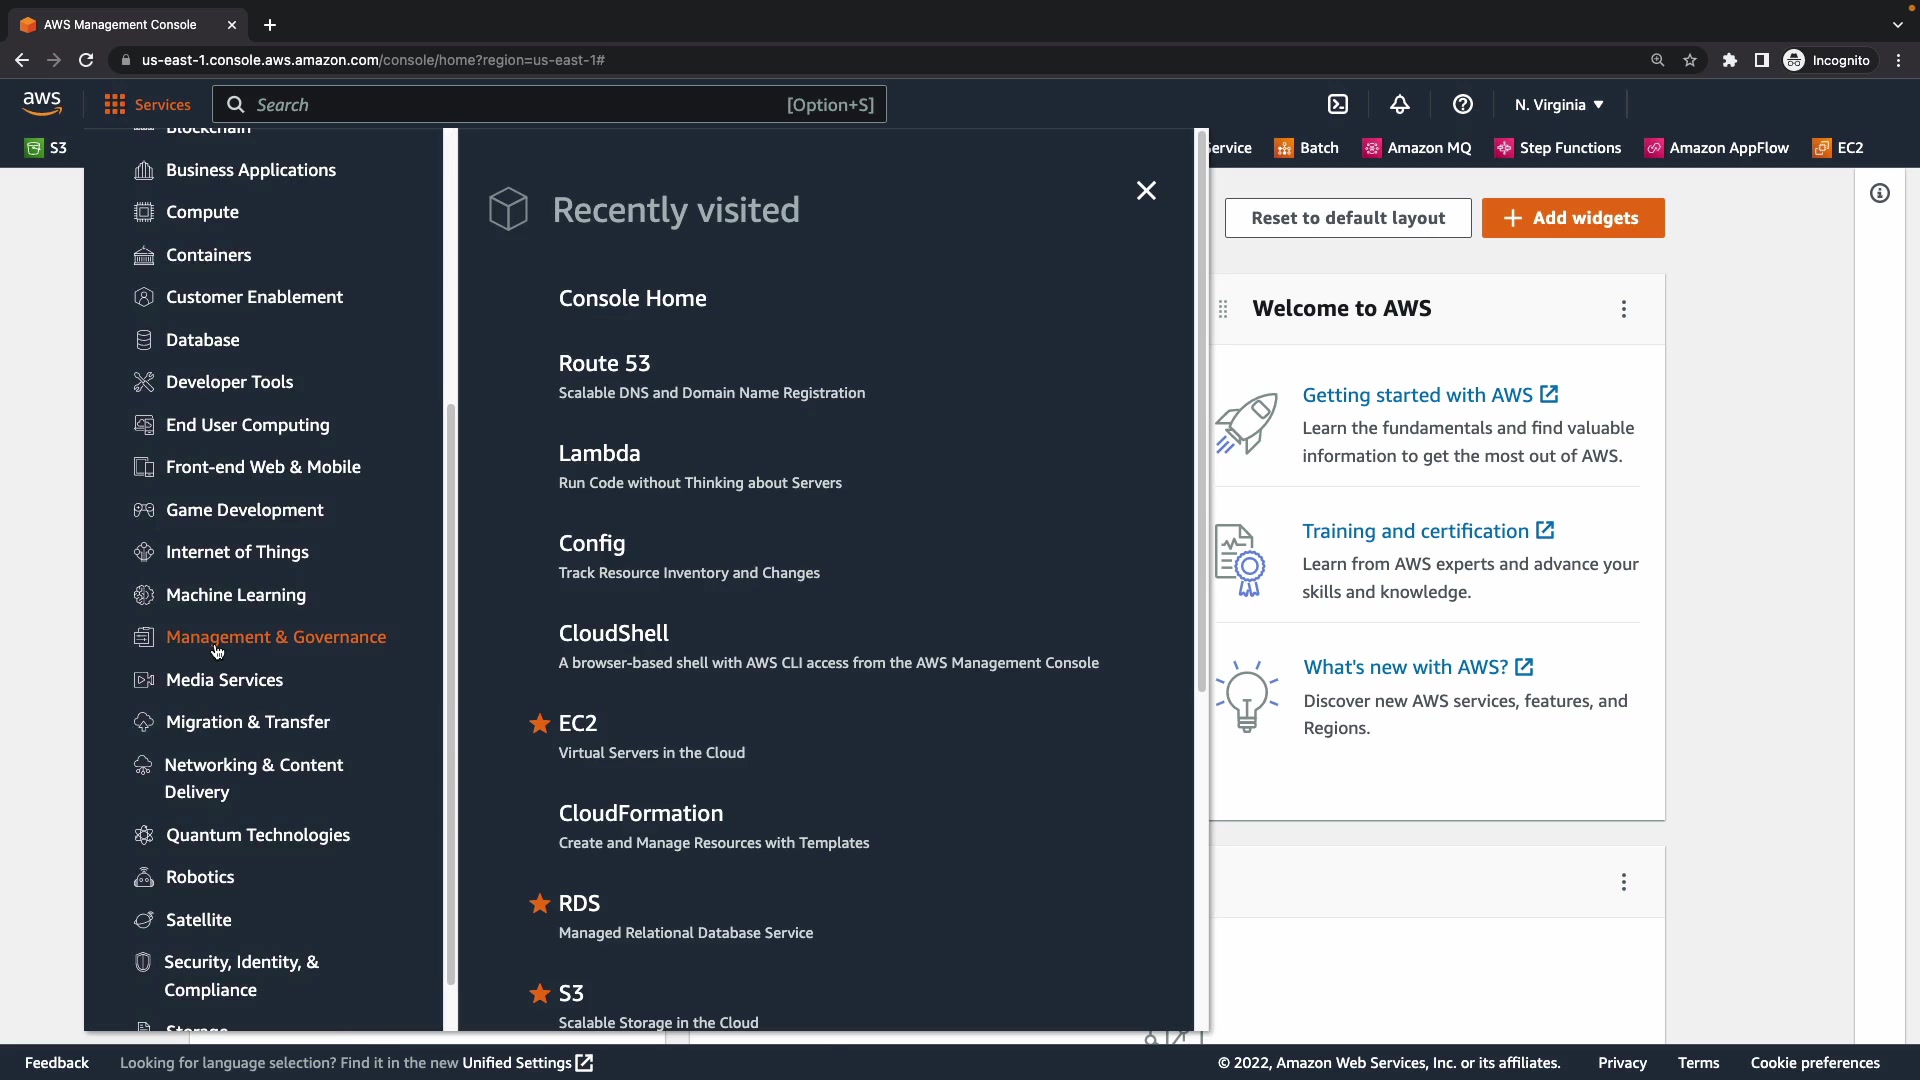 AWS Management Console
us-east-1.console.aws.amazon.com/console/home?region=us-east-1#
Incognito
aws
Services
Search
[Option+S]
N. Virginia
S3
Service
Batch
Amazon MQ
Step Functions
Amazon AppFlow
EC2
Blockchain
Business Applications
Compute
Containers
Customer Enablement
Database
Developer Tools
End User Computing
Front-end Web & Mobile
Game Development
Internet of Things
Machine Learning
Management & Governance
Media Services
Migration & Transfer
Networking & Content
Delivery
Quantum Technologies
Robotics
Satellite
Security, Identity, &
Compliance
Storage
Recently visited
Console Home
Route 53
Scalable DNS and Domain Name Registration
Lambda
Run Code without Thinking about Servers
Config
Track Resource Inventory and Changes
CloudShell
A browser-based shell with AWS CLI access from the AWS Management Console
EC2
Virtual Servers in the Cloud
CloudFormation
Create and Manage Resources with Templates
RDS
Managed Relational Database Service
S3
Scalable Storage in the Cloud
Reset to default layout
Add widgets
Welcome to AWS
Getting started with AWS
Learn the fundamentals and find valuable
information to get the most out of AWS.
Training and certification
Learn from AWS experts and advance your
skills and knowledge.
What's new with AWS?
Discover new AWS services, features, and
Regions.
Feedback
Looking for language selection? Find it in the new Unified Settings
© 2022, Amazon Web Services, Inc. or its affiliates.
Privacy
Terms
Cookie preferences